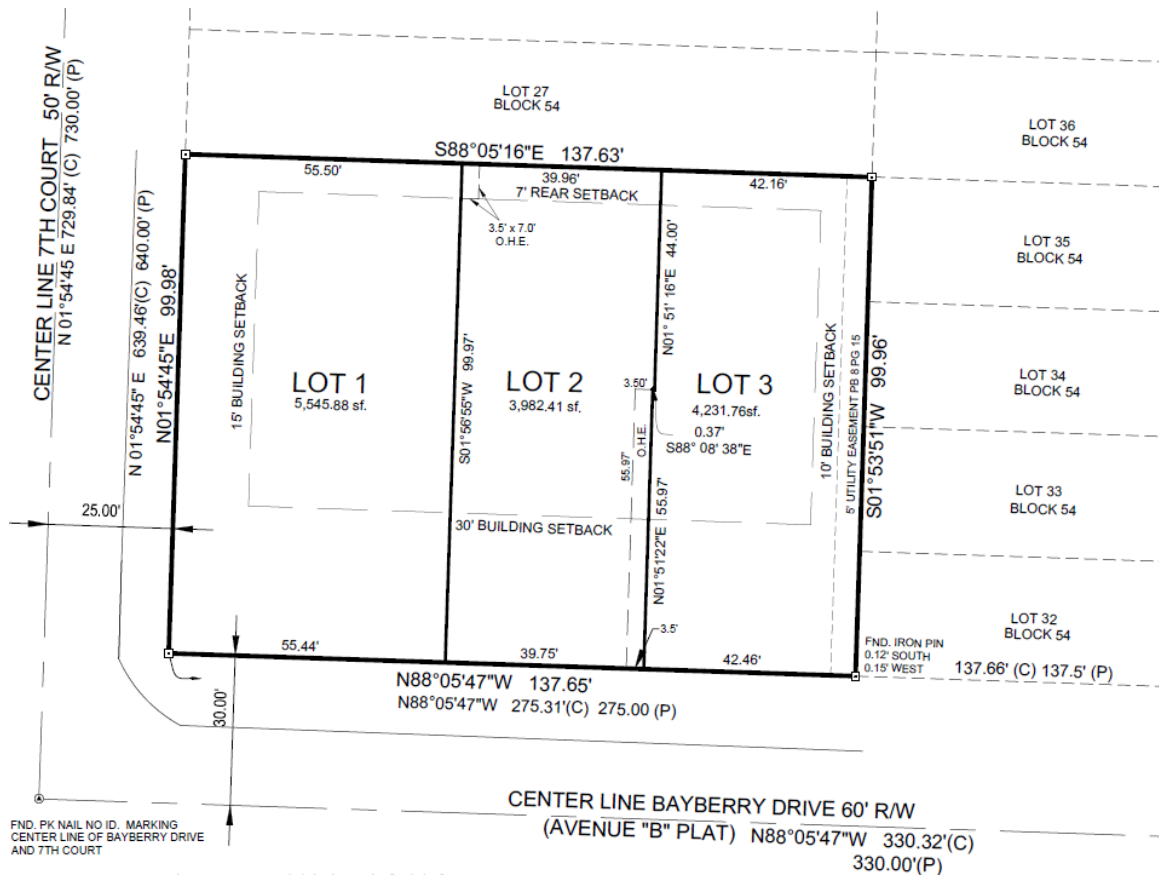 CENTER LINE 7TH COURT 50' R/W
N 01°54'45 E 729.84' (C) 730.00' (P)
N 01°54'45" E 639.46'(C) 640.00' (P)
N01°54'45"E 99.98'
LOT 27
BLOCK 54
LOT 36
BLOCK 54
S88°05'16"E 137.63'
55.50'
39.96'
42.16'
7' REAR SETBACK
3.5' x 7.0'
O.H.E.
15' BUILDING SETBACK
LOT 1
5,545.88 sf.
S01°56'55"W 99.97'
LOT 2
3,982.41 sf.
N01° 51' 16"E 44.00'
3.50'
O.H.E.
55.97'
LOT 3
4,231.76sf.
0.37'
S88° 08' 38"E
N01°51'22"E 55.97'
10' BUILDING SETBACK
5' UTILITY EASEMENT PB 8 PG 15
S01°53'51"W 99.96'
LOT 35
BLOCK 54
LOT 34
BLOCK 54
LOT 33
BLOCK 54
LOT 32
BLOCK 54
25.00'
30' BUILDING SETBACK
3.5'
55.44'
39.75'
42.46'
FND. IRON PIN
0.12' SOUTH
0.15' WEST
137.66' (C) 137.5' (P)
N88°05'47"W 137.65'
N88°05'47"W 275.31'(C) 275.00 (P)
30.00'
CENTER LINE BAYBERRY DRIVE 60' R/W
(AVENUE "B" PLAT) N88°05'47"W 330.32'(C)
330.00'(P)
FND. PK NAIL NO ID. MARKING
CENTER LINE OF BAYBERRY DRIVE
AND 7TH COURT